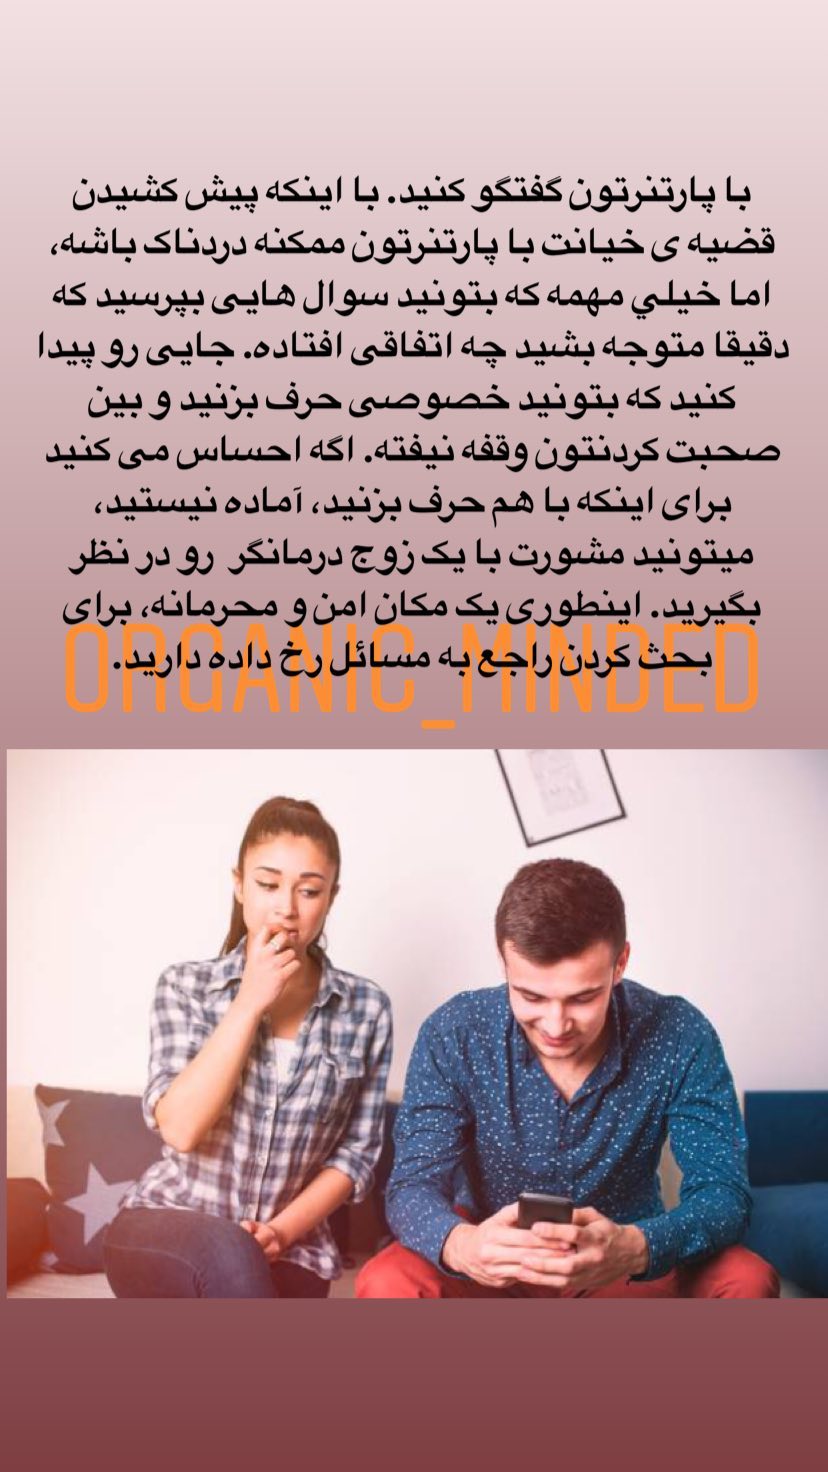 با پارتنرتون گفتگو کنید. با اینکه پیش کشیدن
قضیه ی خیانت با پارتنرتون ممکنه دردناک باشه،
اما خیلي مهمه که بتونید سوال هایی بپرسید که
دقیقا متوجه بشید چه اتفاقی افتاده. جایی رو پیدا
کنید که بتونید خصوصی حرف بزنید و بین
صحبت کردنتون وقفه نیفته. اگه احساس می کنید
برای اینکه با هم حرف بزنید، آماده نیستید،
میتونید مشورت با یک زوج درمانگر رو در نظر
بگیرید. اینطوری یک مکان امن و محرمانه، برای
بحث کردن راجع به مسائل رخ داده دارید.
ORGANIC_MINDED